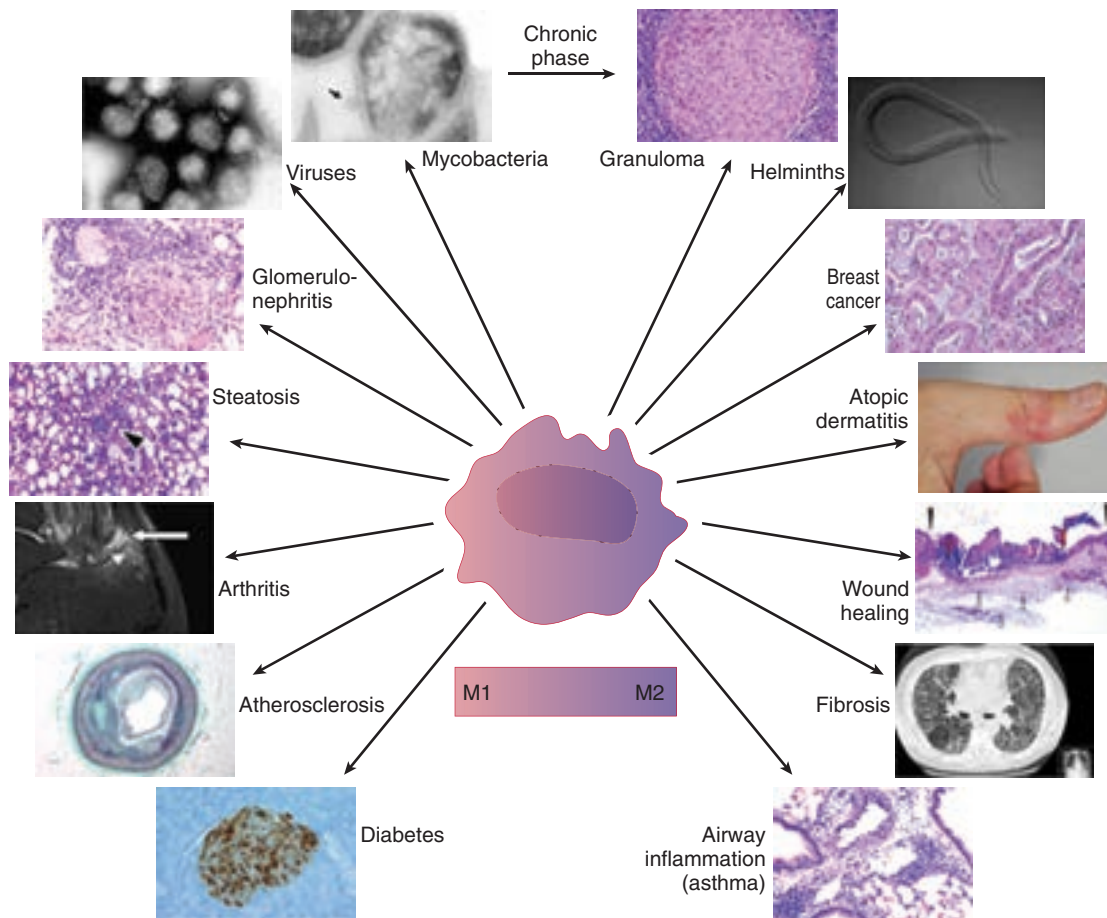 Chronic
phase
Mycobacteria
Granuloma
Viruses
Helminths
Glomerulo-
nephritis
Breast
cancer
Steatosis
Atopic
dermatitis
Arthritis
Wound
healing
Atherosclerosis
M1
M2
Fibrosis
Diabetes
Airway
inflammation
(asthma)